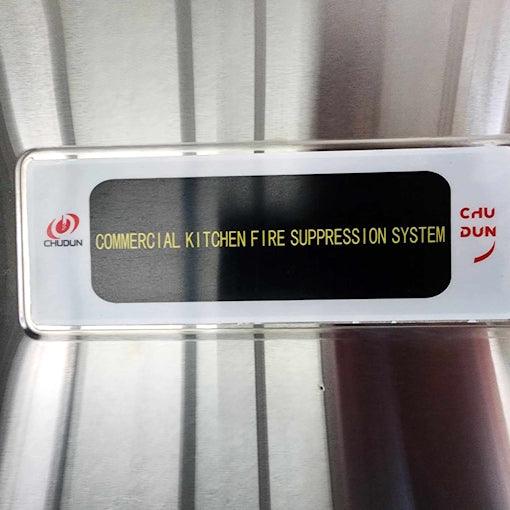 CHUDUN
COMMERCIAL KITCHEN FIRE SUPPRESSION SYSTEM
CHU
DUN